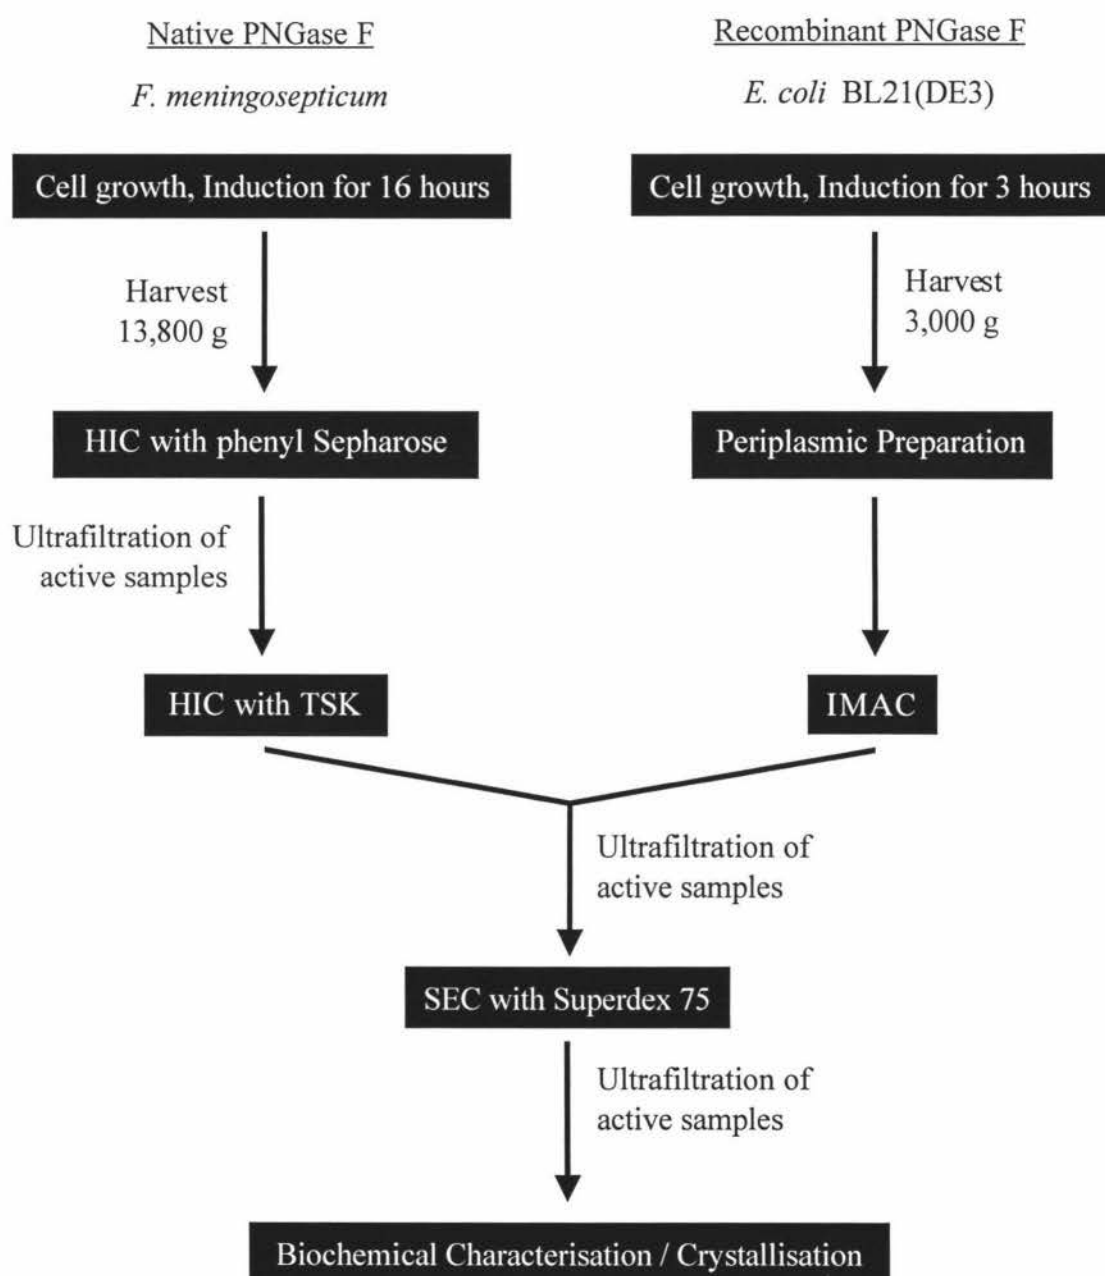 Native PNGase F
F. meningosepticum
Recombinant PNGase F
E. coli BL21(DE3)
Cell growth, Induction for 16 hours
Cell growth, Induction for 3 hours
Harvest
13,800 g
Harvest
3,000 g
HIC with phenyl Sepharose
Periplasmic Preparation
Ultrafiltration of
active samples
HIC with TSK
IMAC
Ultrafiltration of
active samples
SEC with Superdex 75
Ultrafiltration of
active samples
Biochemical Characterisation / Crystallisation